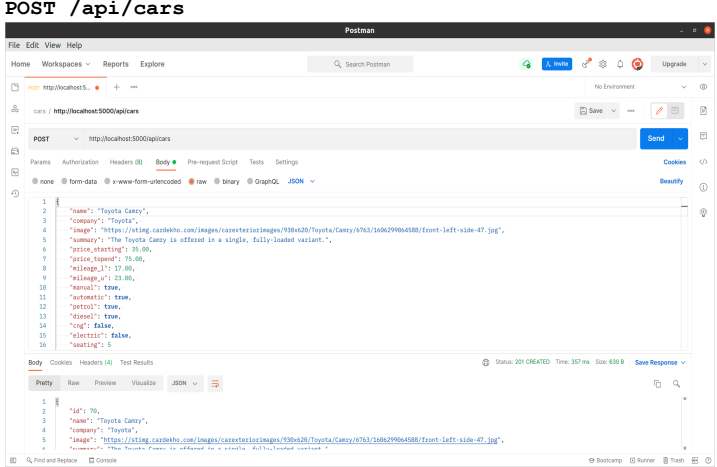 POST /api/cars
Postman
File Edit View Help
Home Workspaces Reports Explore Search Postman Invite Upgrade
POST http://localhost:5... + ••• No Environment
cars / http://localhost:5000/api/cars Save •••
POST http://localhost:5000/api/cars Send
Params Authorization Headers (8) Body Pre-request Script Tests Settings Cookies
none form-data x-www-form-urlencoded raw binary GraphQL JSON Beautify
1 {
2 "name": "Toyota Camry",
3 "company": "Toyota",
4 "image": "https://stimg.cardekho.com/images/carexteriorimages/930x620/Toyota/Camry/6763/1606299064588/front-left-side-47.jpg",
5 "summary": "The Toyota Camry is offered in a single, fully-loaded variant.",
6 "price_starting": 35.00,
7 "price_topend": 75.00,
8 "mileage_l": 17.00,
9 "mileage_u": 23.00,
10 "manual": true,
11 "automatic": true,
12 "petrol": true,
13 "diesel": true,
14 "cng": false,
15 "electric": false,
16 "seating": 5
Body Cookies Headers (4) Test Results Status: 201 CREATED Time: 357 ms Size: 630 B Save Response
Pretty Raw Preview Visualize JSON
1 {
2 "id": 70,
3 "name": "Toyota Camry",
4 "company": "Toyota",
5 "image": "https://stimg.cardekho.com/images/carexteriorimages/930x620/Toyota/Camry/6763/1606299064588/front-left-side-47.jpg",
6 "summary": "The Toyota Camry is offered in a single, fully-loaded variant."
Find and Replace Console Bootcamp Runner Trash